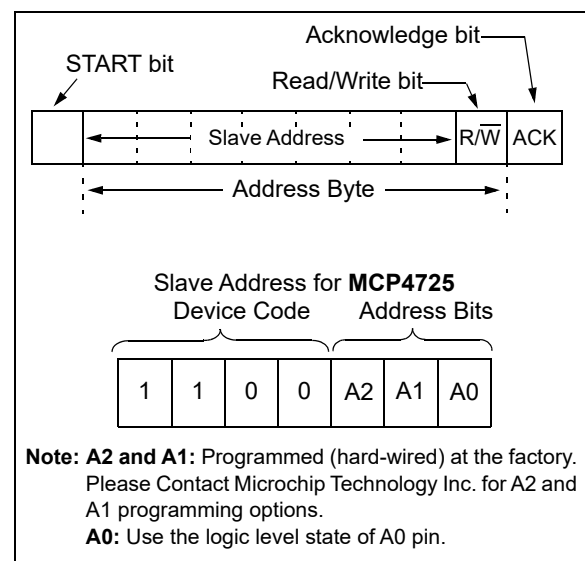 Acknowledge bit
START bit
Read/Write bit
Slave Address
R/W̅
ACK
Address Byte
Slave Address for MCP4725
Device Code
Address Bits
1 1 0 0 A2 A1 A0
Note: A2 and A1: Programmed (hard-wired) at the factory.
Please Contact Microchip Technology Inc. for A2 and
A1 programming options.
A0: Use the logic level state of A0 pin.